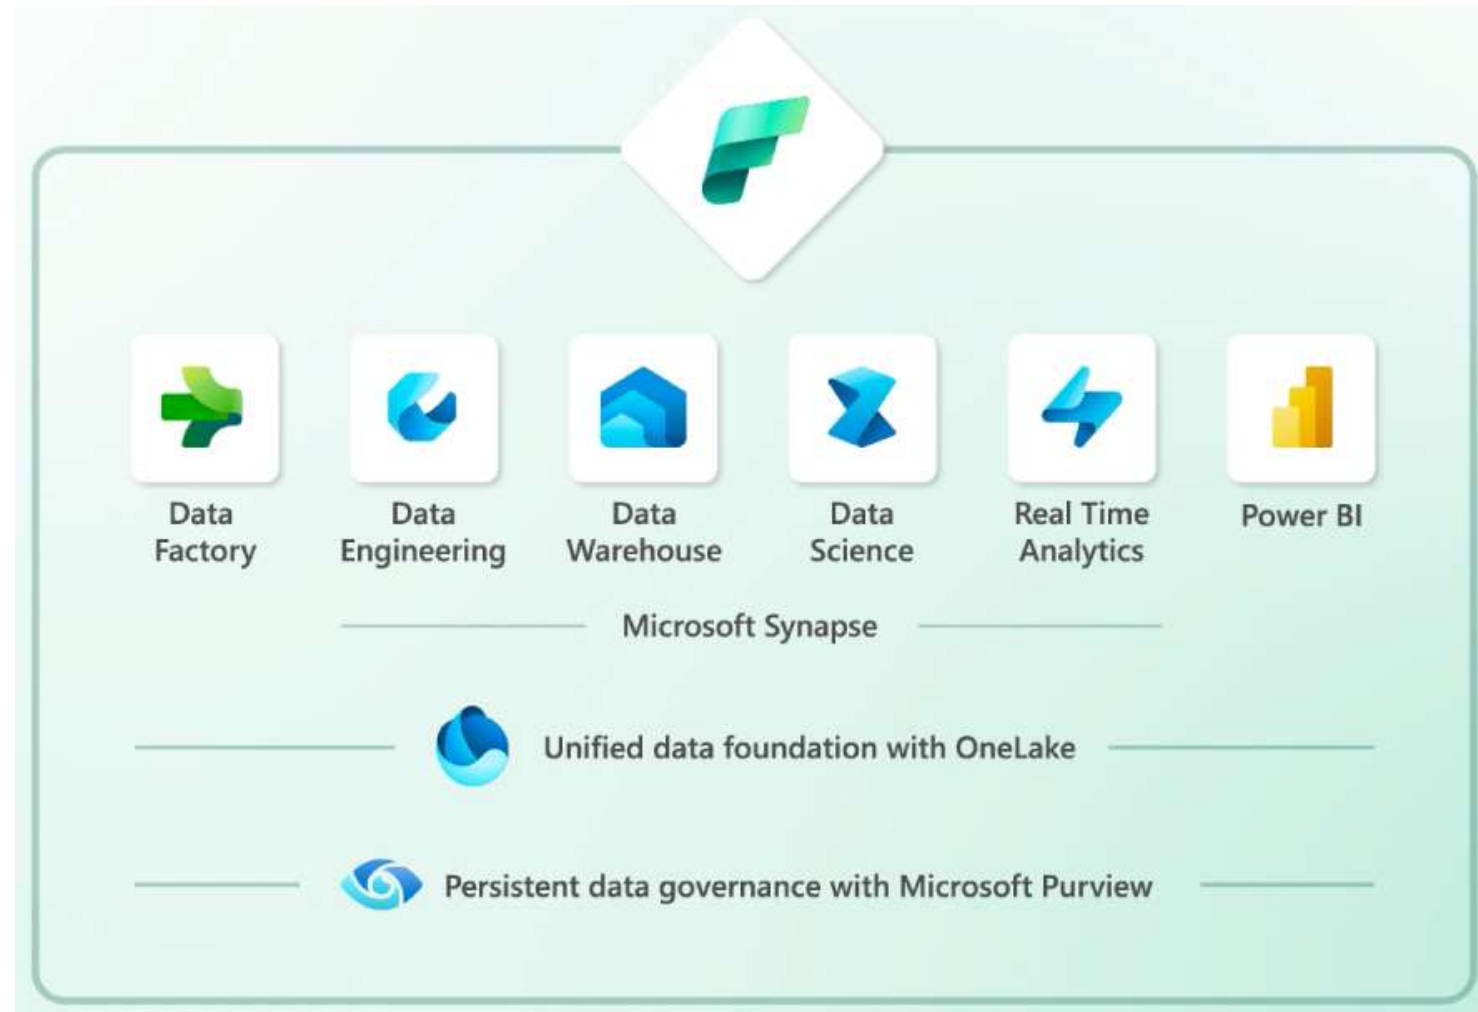 Data
Factory
Data
Engineering
Data
Warehouse
Data
Science
Real Time
Analytics
Power BI
Microsoft Synapse
Unified data foundation with OneLake
Persistent data governance with Microsoft Purview